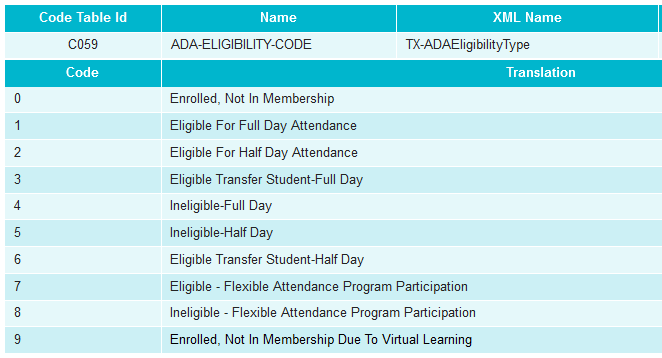 Code Table Id Name XML Name
C059 ADA-ELIGIBILITY-CODE TX-ADAEligibilityType
Code Translation
0 Enrolled, Not In Membership
1 Eligible For Full Day Attendance
2 Eligible For Half Day Attendance
3 Eligible Transfer Student-Full Day
4 Ineligible-Full Day
5 Ineligible-Half Day
6 Eligible Transfer Student-Half Day
7 Eligible - Flexible Attendance Program Participation
8 Ineligible - Flexible Attendance Program Participation
9 Enrolled, Not In Membership Due To Virtual Learning